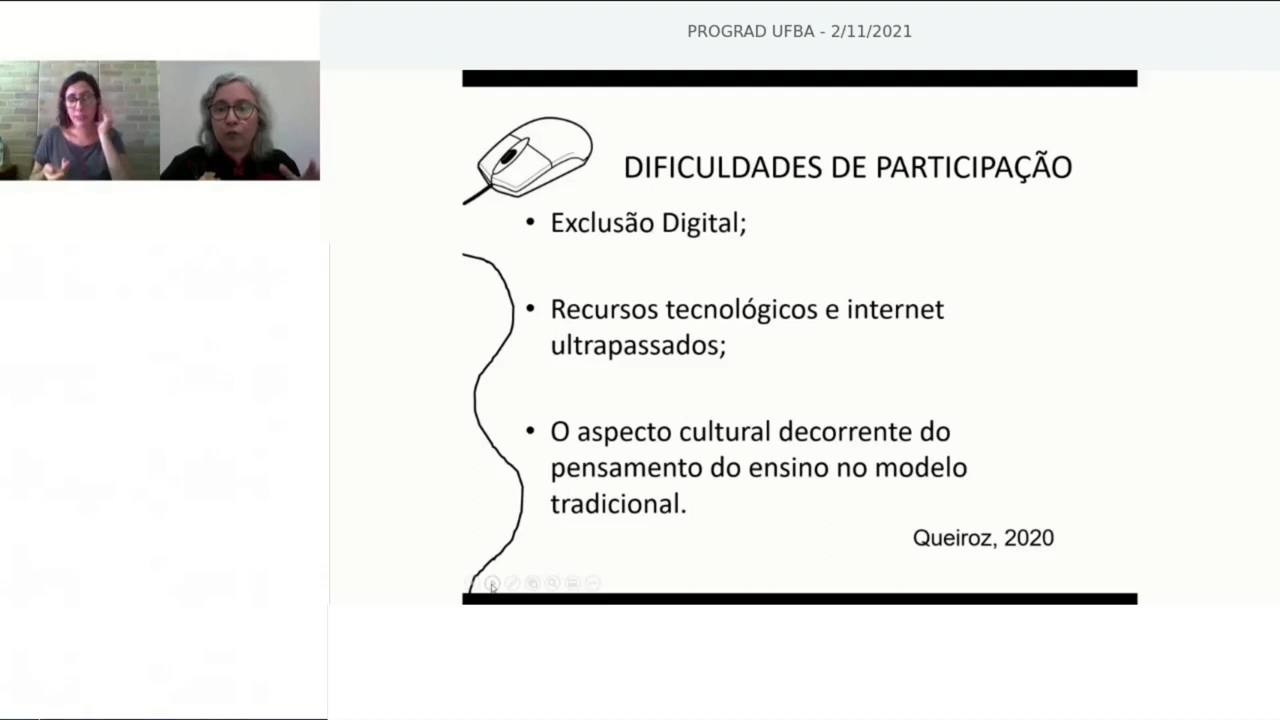 PROGRAD UFBA - 2/11/2021
DIFICULDADES DE PARTICIPAÇÃO
• Exclusão Digital;
• Recursos tecnológicos e internet
ultrapassados;
• O aspecto cultural decorrente do
pensamento do ensino no modelo
tradicional.
Queiroz, 2020